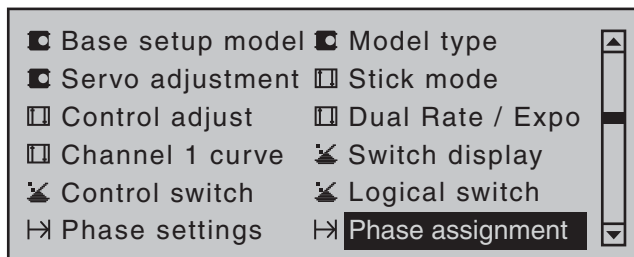 Base setup model Model type
Servo adjustment Stick mode
Control adjust Dual Rate / Expo
Channel 1 curve Switch display
Control switch Logical switch
Phase settings Phase assignment